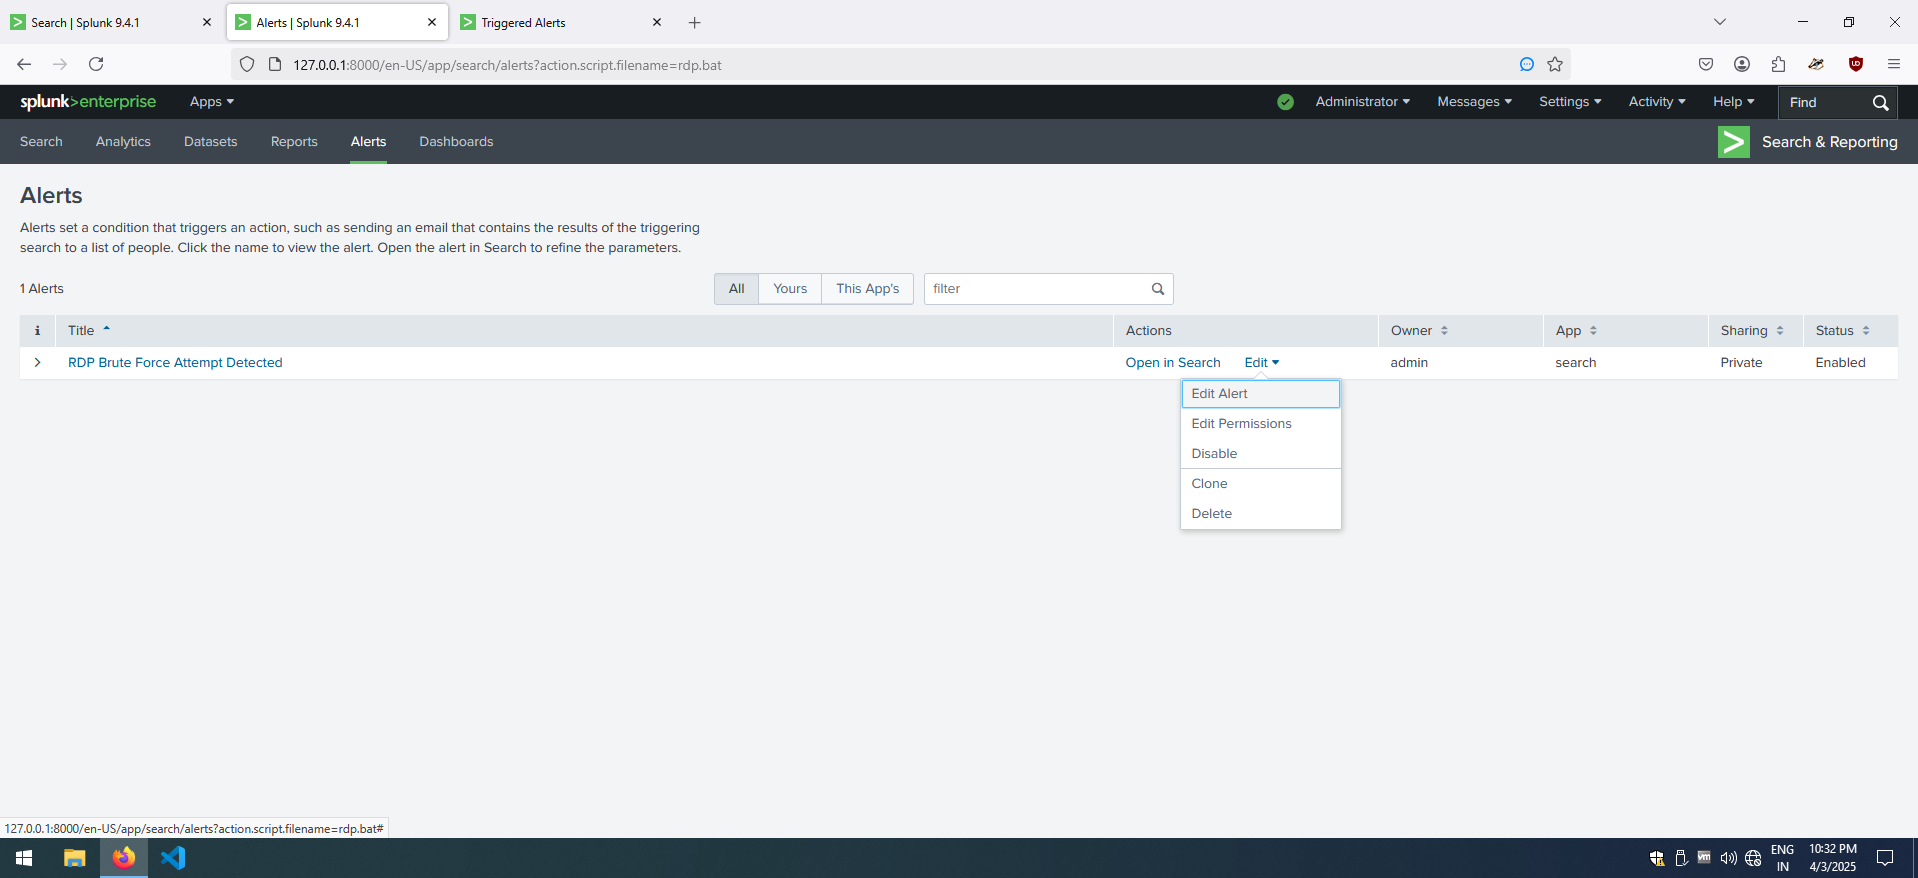 Search | Splunk 9.4.1
Alerts | Splunk 9.4.1
Triggered Alerts
127.0.0.1:8000/en-US/app/search/alerts?action.script.filename=rdp.bat
splunk>enterprise Apps
Administrator Messages Settings Activity Help Find
Search Analytics Datasets Reports Alerts Dashboards
Search & Reporting
Alerts
Alerts set a condition that triggers an action, such as sending an email that contains the results of the triggering
search to a list of people. Click the name to view the alert. Open the alert in Search to refine the parameters.
1 Alerts
All Yours This App's filter
i Title Actions Owner App Sharing Status
RDP Brute Force Attempt Detected Open in Search Edit admin search Private Enabled
Edit Alert
Edit Permissions
Disable
Clone
Delete
127.0.0.1:8000/en-US/app/search/alerts?action.script.filename=rdp.bat#
ENG
IN
10:32 PM
4/3/2025